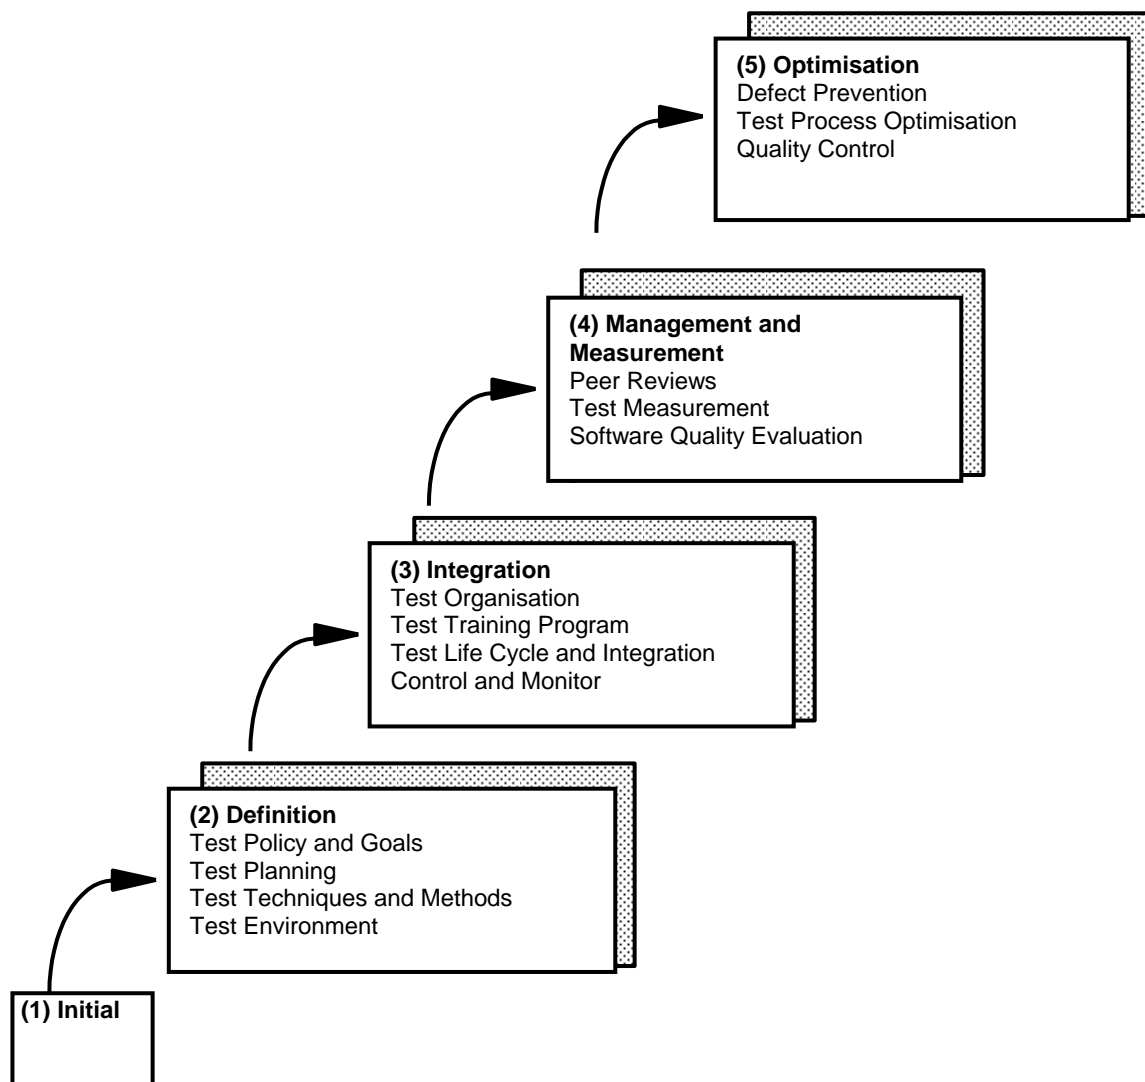 (5) Optimisation
Defect Prevention
Test Process Optimisation
Quality Control
(4) Management and
Measurement
Peer Reviews
Test Measurement
Software Quality Evaluation
(3) Integration
Test Organisation
Test Training Program
Test Life Cycle and Integration
Control and Monitor
(2) Definition
Test Policy and Goals
Test Planning
Test Techniques and Methods
Test Environment
(1) Initial